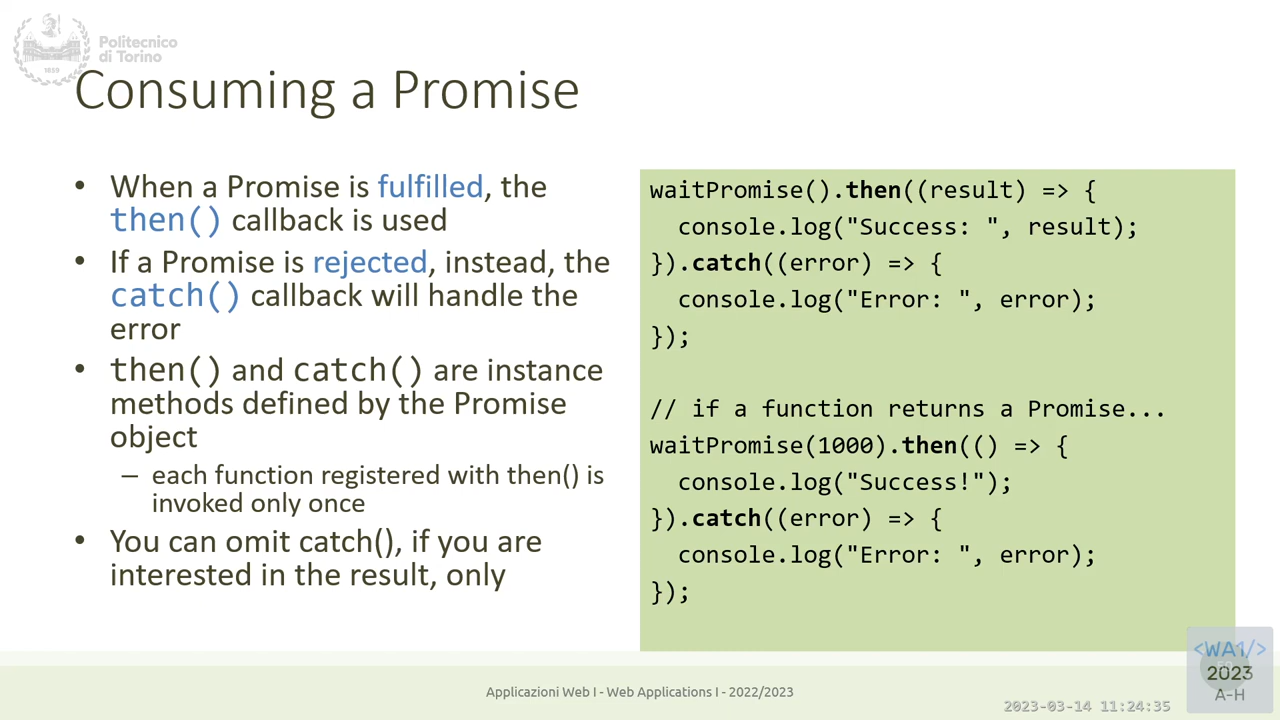 Politecnico
di Torino
1859
Consuming a Promise
• When a Promise is fulfilled, the
then() callback is used
• If a Promise is rejected, instead, the
catch() callback will handle the
error
• then() and catch() are instance
methods defined by the Promise
object
– each function registered with then() is
invoked only once
• You can omit catch(), if you are
interested in the result, only
waitPromise().then((result) => {
  console.log("Success: ", result);
}).catch((error) => {
  console.log("Error: ", error);
});
// if a function returns a Promise...
waitPromise(1000).then(() => {
  console.log("Success!");
}).catch((error) => {
  console.log("Error: ", error);
});
Applicazioni Web I - Web Applications I - 2022/2023
<WA1/>
2023
A-H
2023-03-14 11:24:35